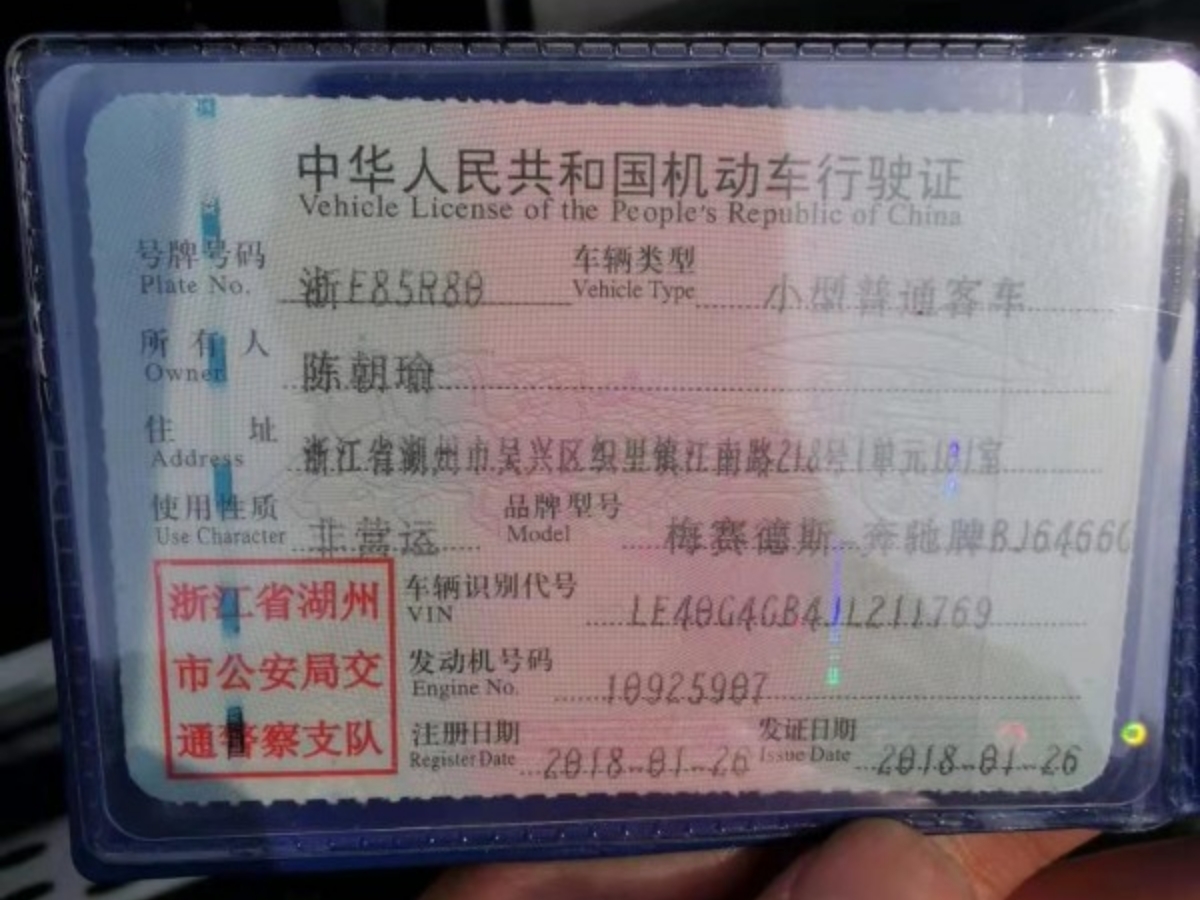 中华人民共和国机动车行驶证
Vehicle License of the People's Republic of China
号牌号码 浙E85R80 车辆类型 小型普通客车
Plate No. Vehicle Type
所有人 陈朝瑜
Owner
住址 浙江省湖州市吴兴区织里镇江南路218号1单元101室
Address
使用性质 非营运 品牌型号 梅赛德斯-奔驰牌BJ6466G
Use Character Model
浙江省湖州 车辆识别代号 LE40G4GB4JL211769
VIN
市公安局交 发动机号码 10925907
Engine No.
通警察支队 注册日期 2018-01-26 发证日期 2018-01-26
Register Date Issue Date